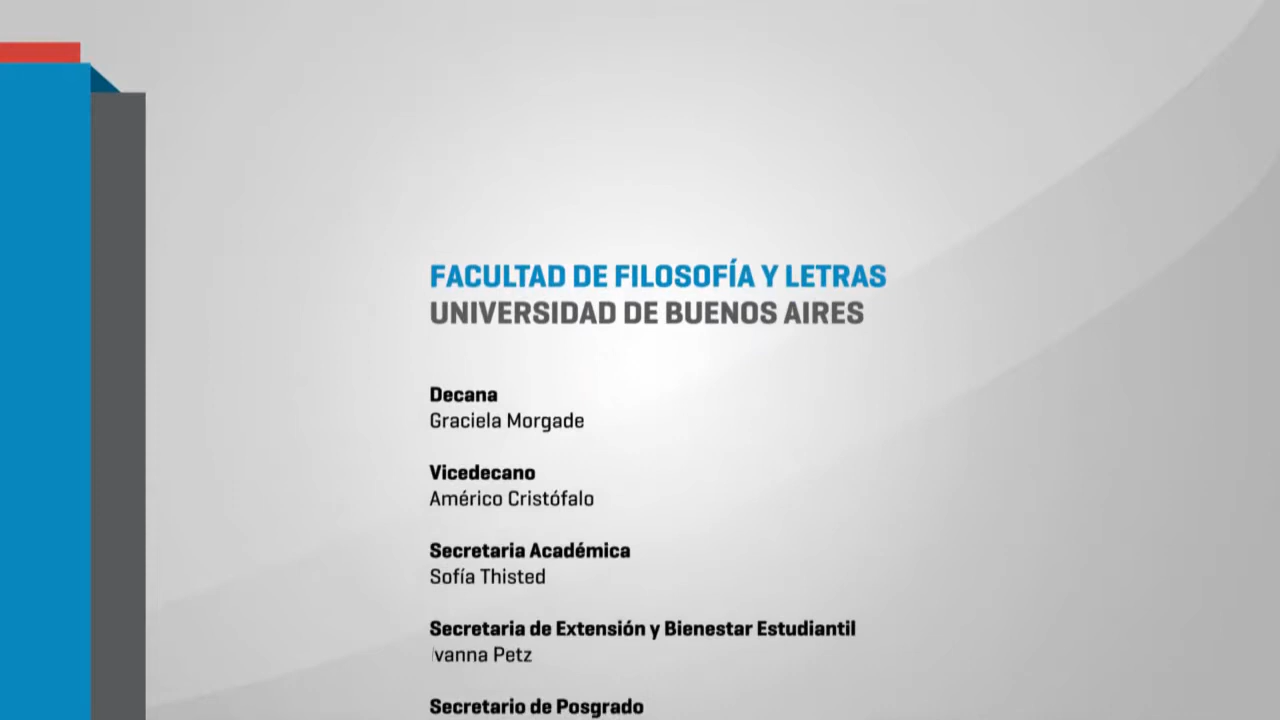 FACULTAD DE FILOSOFÍA Y LETRAS
UNIVERSIDAD DE BUENOS AIRES
Decana
Graciela Morgade
Vicedecano
Américo Cristófalo
Secretaria Académica
Sofía Thisted
Secretaria de Extensión y Bienestar Estudiantil
Ivanna Petz
Secretario de Posgrado